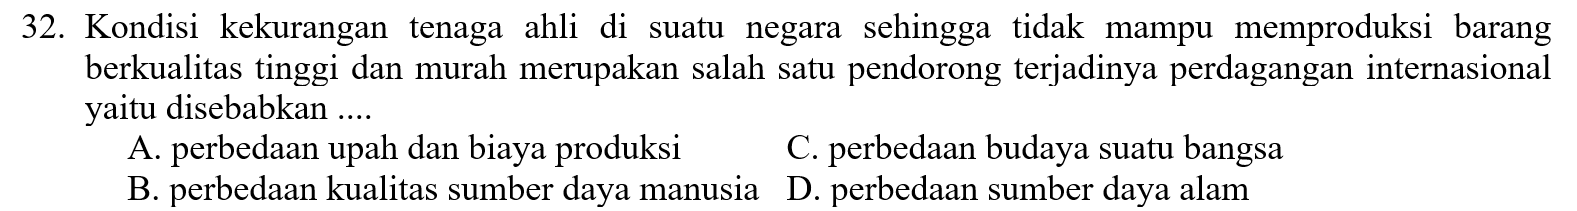 32. Kondisi kekurangan tenaga ahli di suatu negara sehingga tidak mampu memproduksi barang
berkualitas tinggi dan murah merupakan salah satu pendorong terjadinya perdagangan internasional
yaitu disebabkan ....
A. perbedaan upah dan biaya produksi C. perbedaan budaya suatu bangsa
B. perbedaan kualitas sumber daya manusia D. perbedaan sumber daya alam